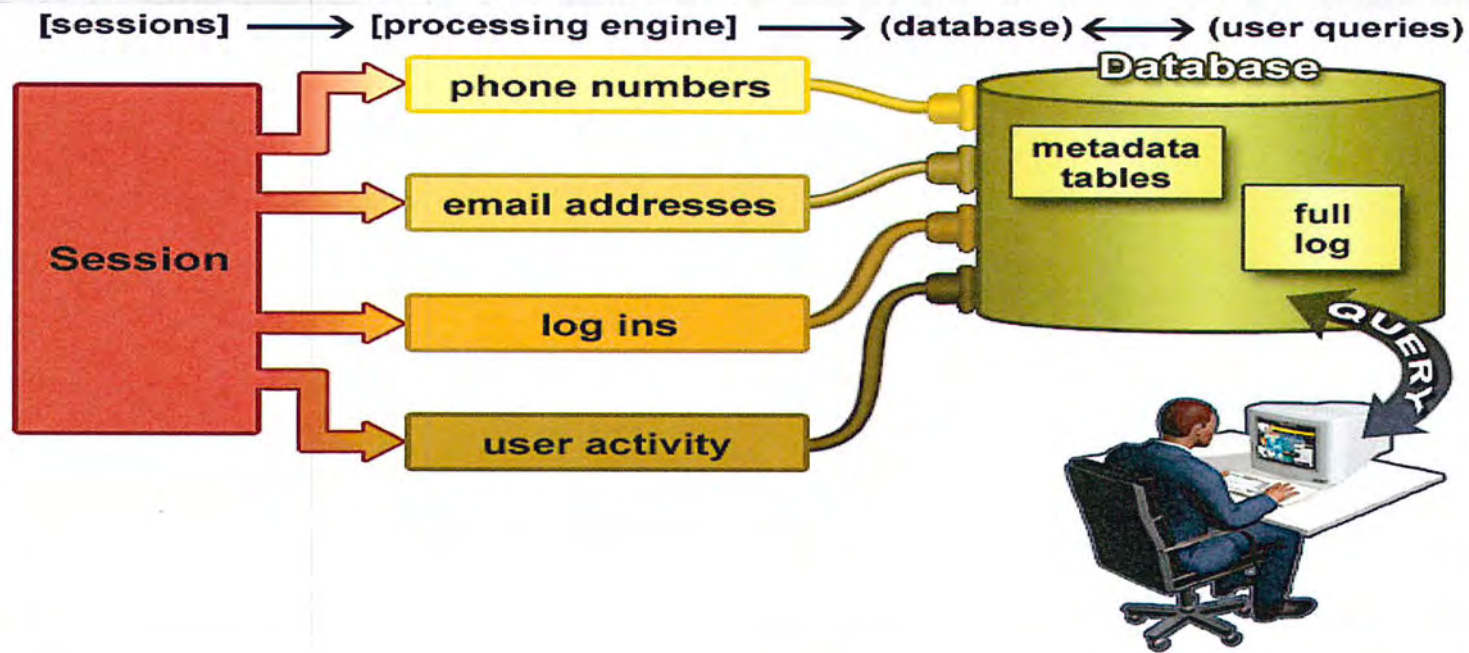 [sessions] → [processing engine] → (database) ↔ (user queries)
Database
phone numbers
metadata
tables
email addresses
full
log
Session
log ins
QUERY
user activity